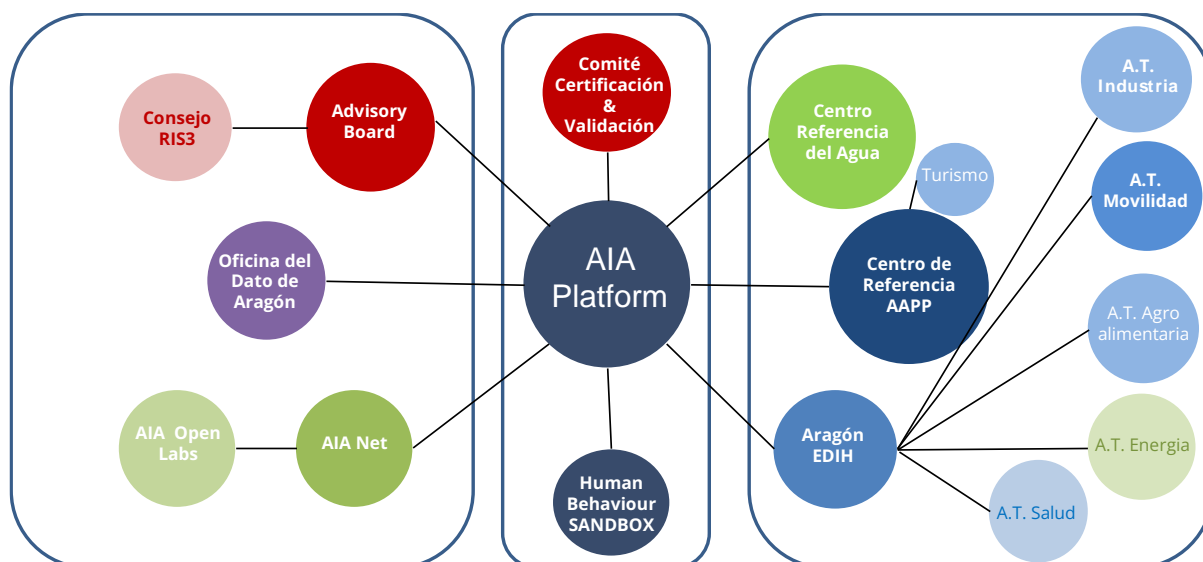 Consejo
RIS3
Advisory
Board
Oficina del
Dato de
Aragón
AIA  Open
Labs
AIA Net
Comité
Certificación
&
Validación
AIA
Platform
Human
Behaviour
SANDBOX
Centro
Referencia
del Agua
Turismo
Centro de
Referencia
AAPP
Aragón
EDIH
A.T.
Industria
A.T.
Movilidad
A.T. Agro
alimentaria
A.T. Energia
A.T. Salud